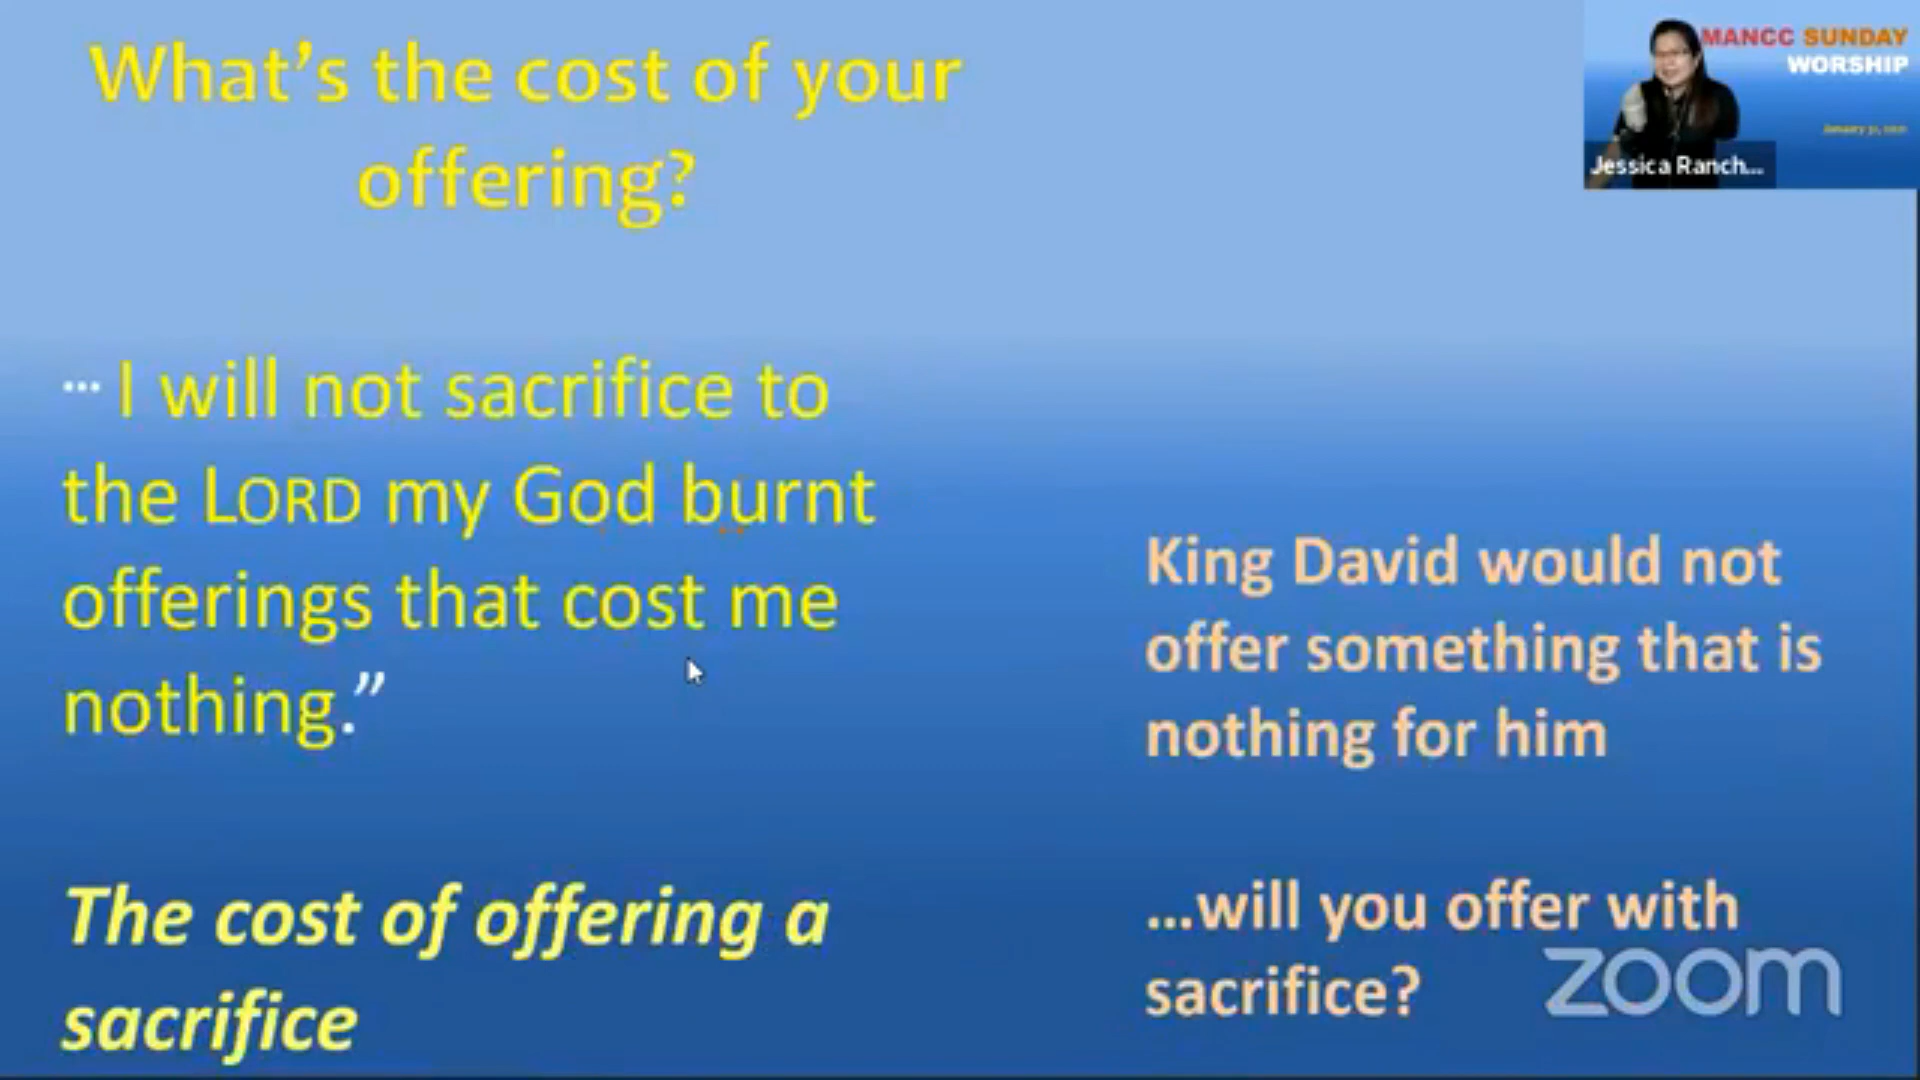 What's the cost of your
offering?
... I will not sacrifice to
the LORD my God burnt
offerings that cost me
nothing.”
The cost of offering a
sacrifice
King David would not
offer something that is
nothing for him
...will you offer with
sacrifice?
MANCC SUNDAY
WORSHIP
Jessica Ranch...
zoom